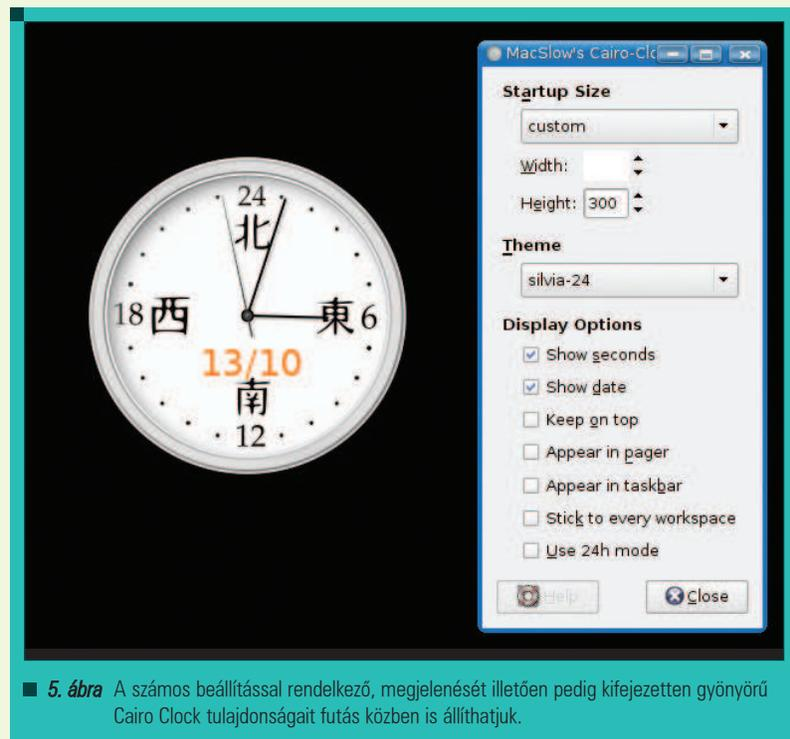 24
北
18 西
東 6
13/10
南
12
MacSlow's Cairo-Clo
Startup Size
custom
Width:
Height: 300
Theme
silvia-24
Display Options
Show seconds
Show date
Keep on top
Appear in pager
Appear in taskbar
Stick to every workspace
Use 24h mode
Help
Close
5. ábra A számos beállítással rendelkező, megjelenését illetően pedig kifejezetten gyönyörű
Cairo Clock tulajdonságait futás közben is állíthatjuk.